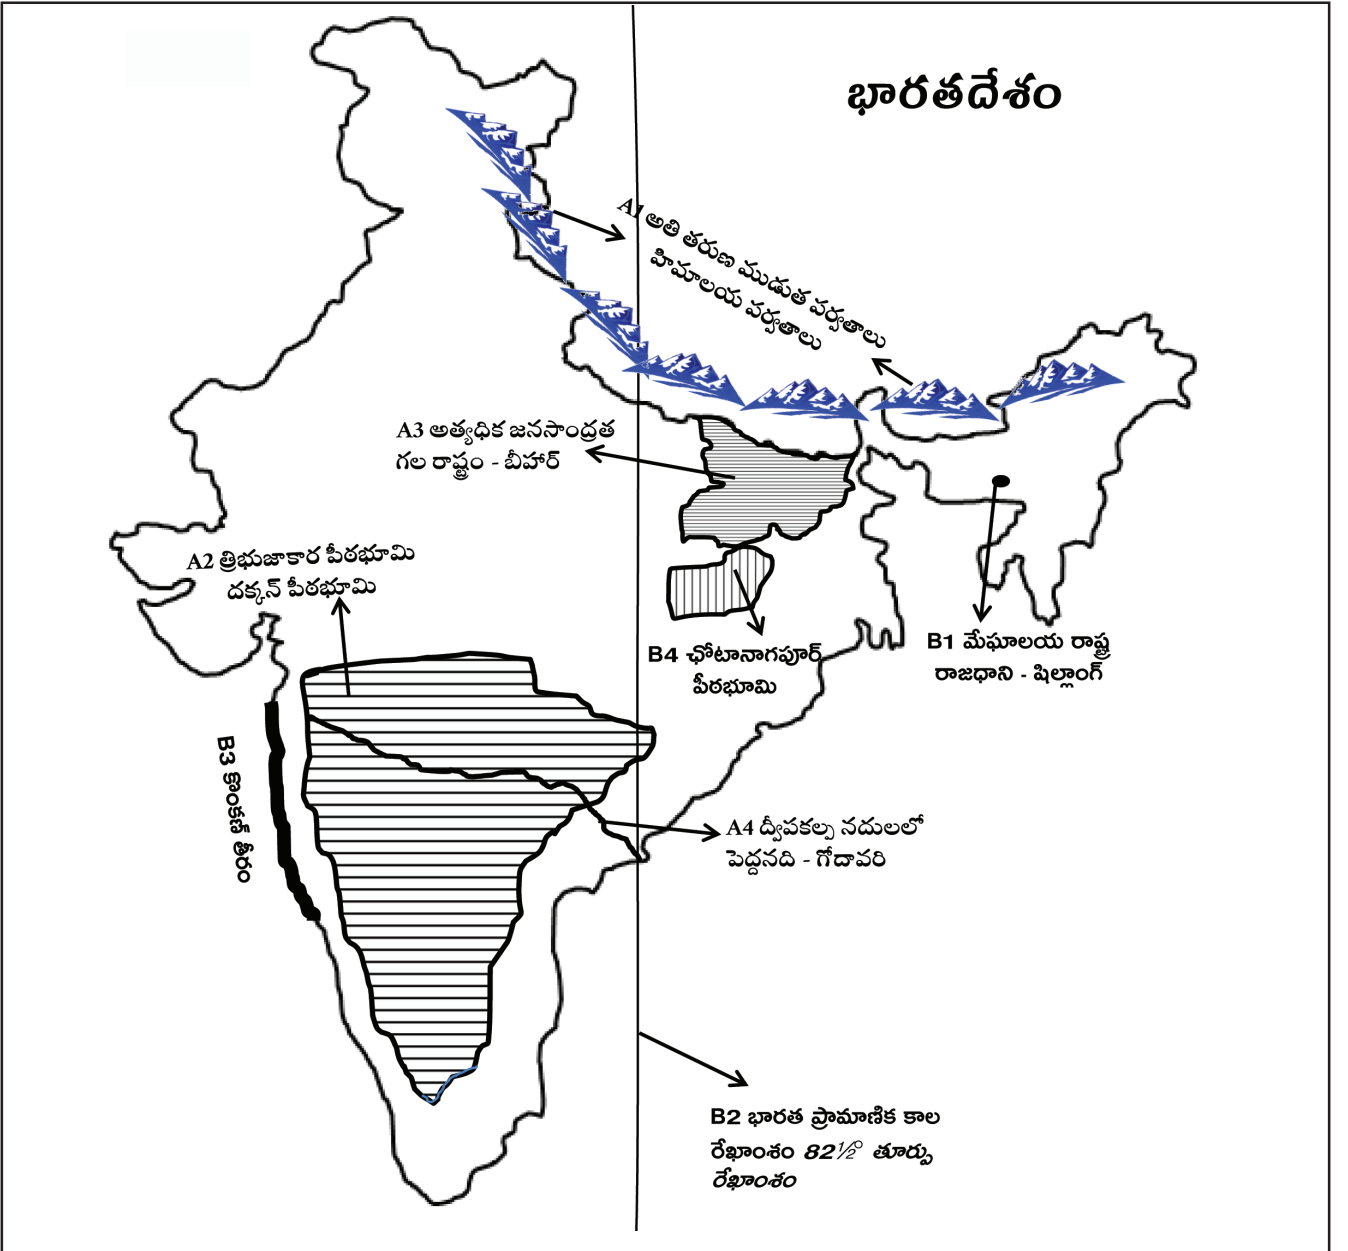 భారతదేశం
A1 అతి తరుణ ముడుత పర్వతాలు
హిమాలయ పర్వతాలు
A3 అత్యధిక జనసాంద్రత
గల రాష్ట్రం - బీహార్
A2 త్రిభుజాకార పీఠభూమి
దక్కన్ పీఠభూమి
B4 ఛోటానాగపూర్
పీఠభూమి
B1 మేఘాలయ రాష్ట్ర
రాజధాని - షిల్లాంగ్
B3 కొంకణ్ తీరం
A4 ద్వీపకల్ప నదులలో
పెద్దనది - గోదావరి
B2 భారత ప్రామాణిక కాల
రేఖాంశం 82½° తూర్పు
రేఖాంశం